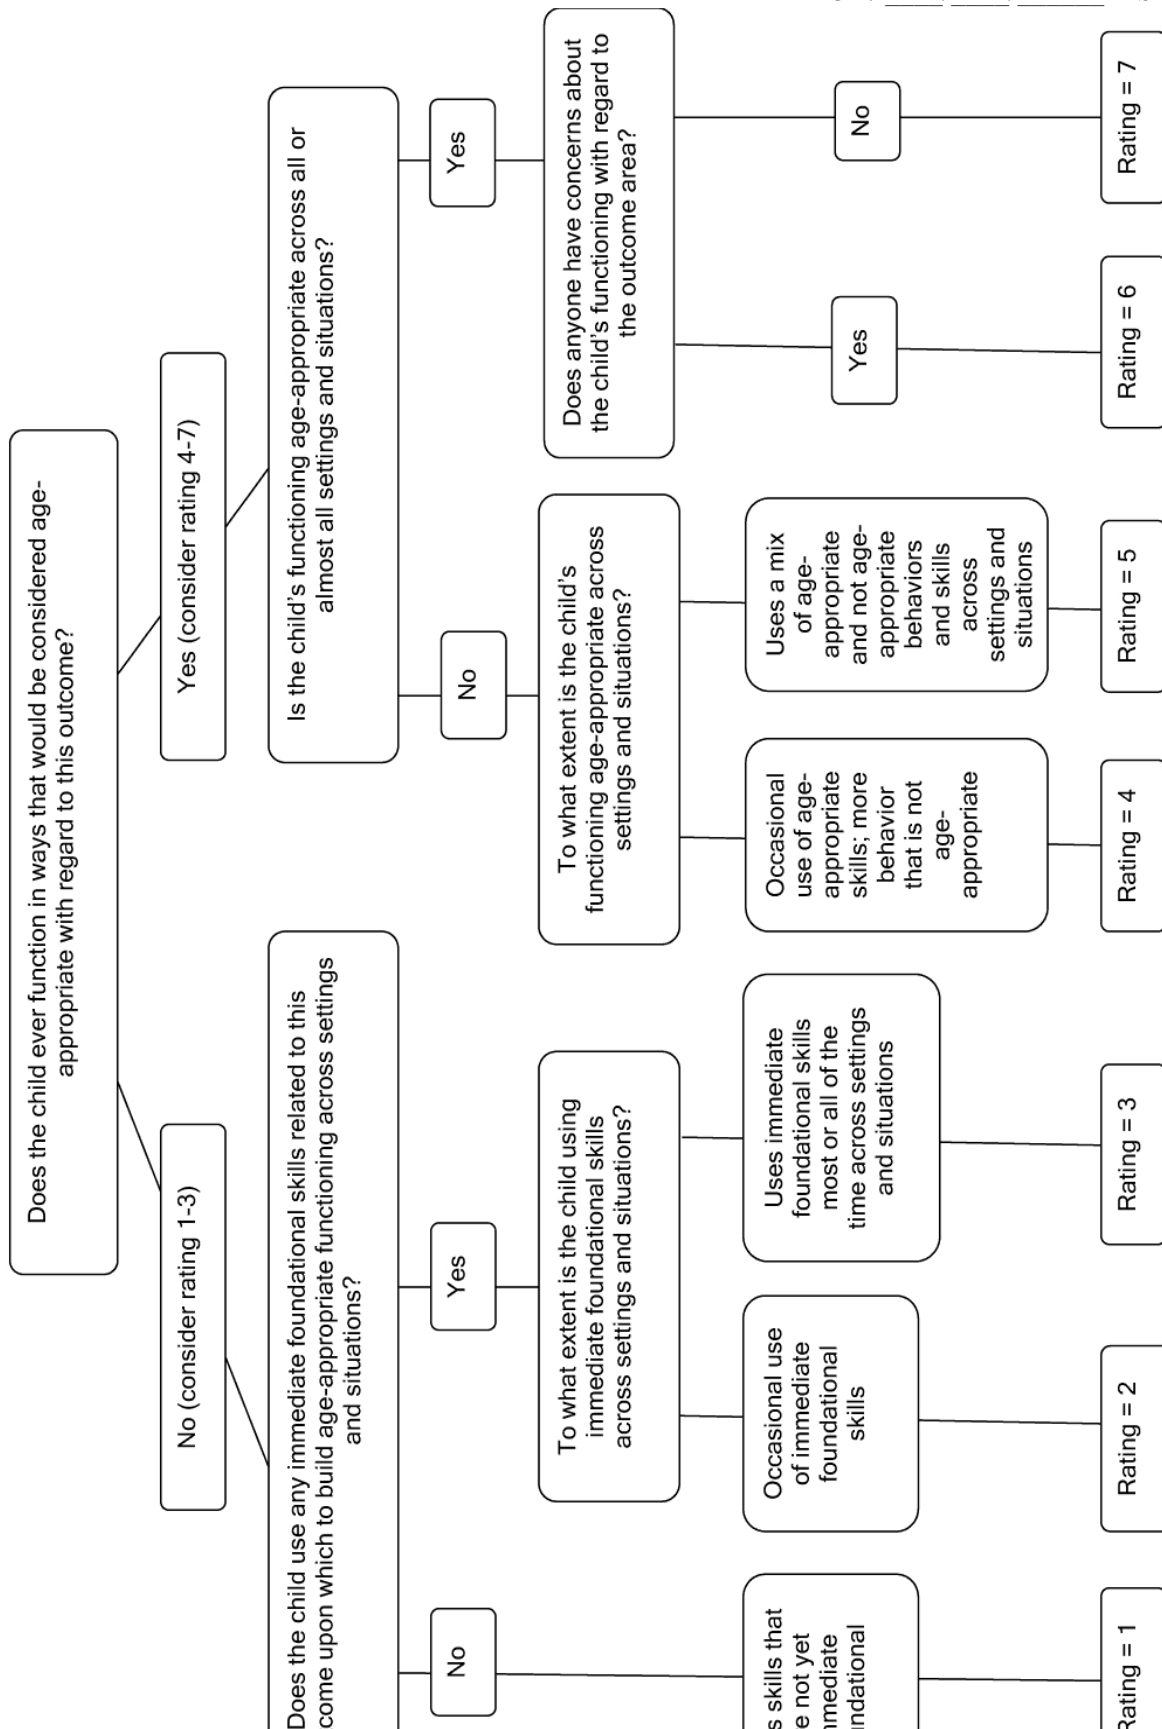 Does the child ever function in ways that would be considered age-
appropriate with regard to this outcome?
No (consider rating 1-3)
Yes (consider rating 4-7)
Does the child use any immediate foundational skills related to this
come upon which to build age-appropriate functioning across settings
and situations?
Is the child's functioning age-appropriate across all or
almost all settings and situations?
No
Yes
No
Yes
To what extent is the child using
immediate foundational skills
across settings and situations?
To what extent is the child's
functioning age-appropriate across
settings and situations?
Does anyone have concerns about
the child's functioning with regard to
the outcome area?
s skills that
e not yet
mediate
undational
Occasional use
of immediate
foundational
skills
Uses immediate
foundational skills
most or all of the
time across settings
and situations
Occasional
use of age-
appropriate
skills; more
behavior
that is not
age-
appropriate
Uses a mix
of age-
appropriate
and not age-
appropriate
behaviors
and skills
across
settings and
situations
Yes
No
Rating = 1
Rating = 2
Rating = 3
Rating = 4
Rating = 5
Rating = 6
Rating = 7